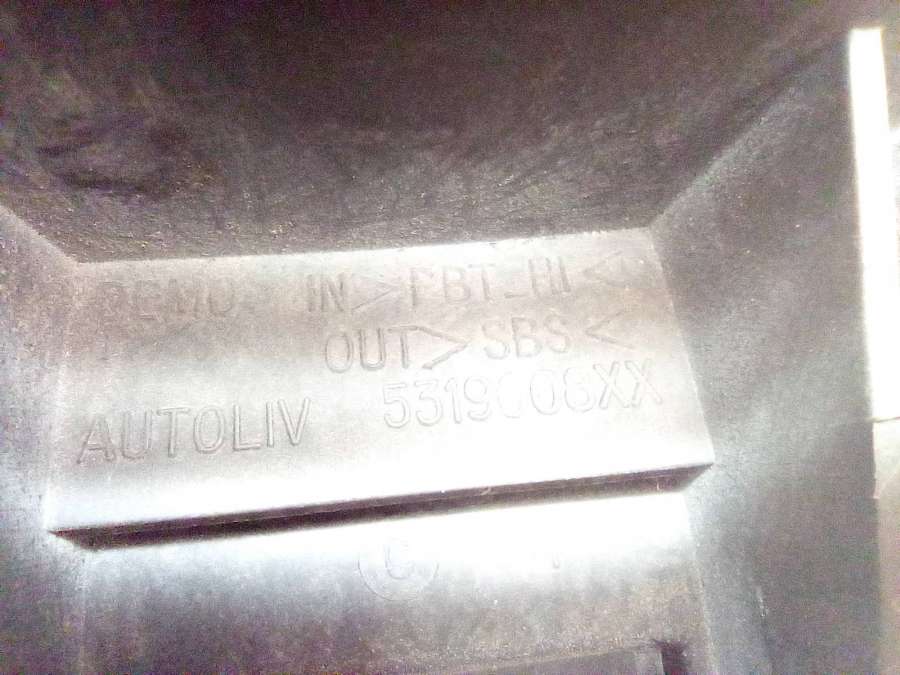 IN>PBT_HI<
OUT>SBS<
AUTOLIV 5319008XX
C